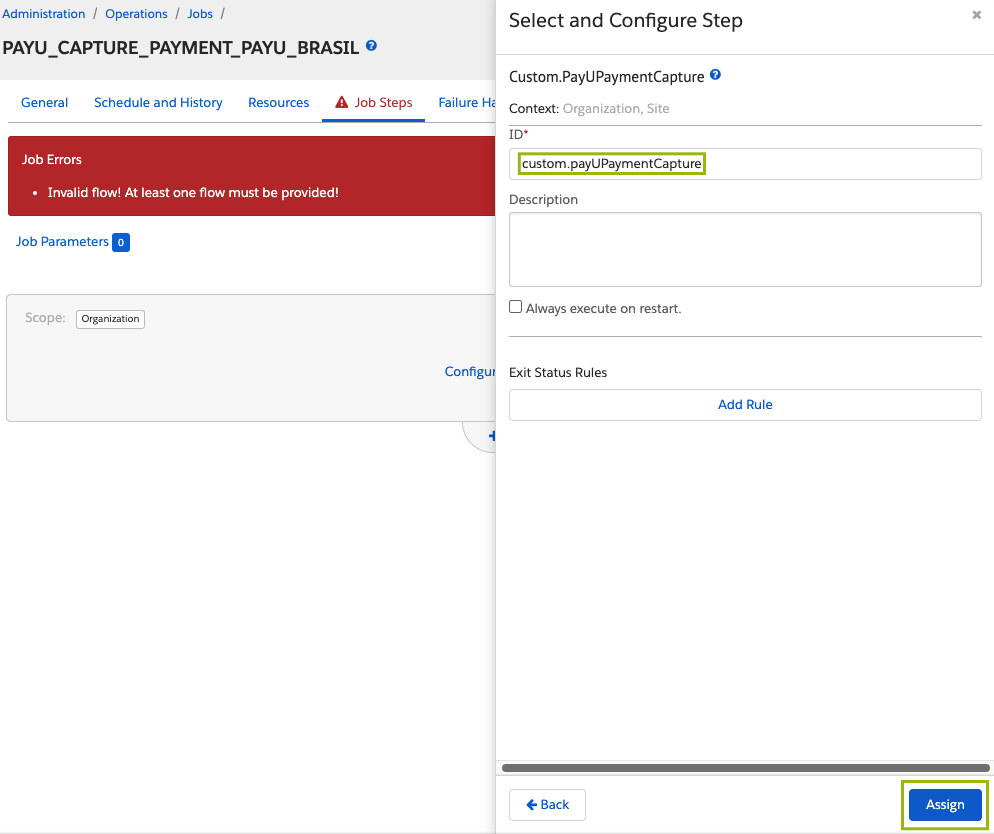 Administration / Operations / Jobs /
PAYU_CAPTURE_PAYMENT_PAYU_BRASIL ?
General Schedule and History Resources Job Steps Failure Ha
Job Errors
• Invalid flow! At least one flow must be provided!
Job Parameters 0
Scope: Organization
Configur
+
Select and Configure Step ×
Custom.PayUPaymentCapture ?
Context: Organization, Site
ID*
custom.payUPaymentCapture
Description
Always execute on restart.
Exit Status Rules
Add Rule
Back
Assign